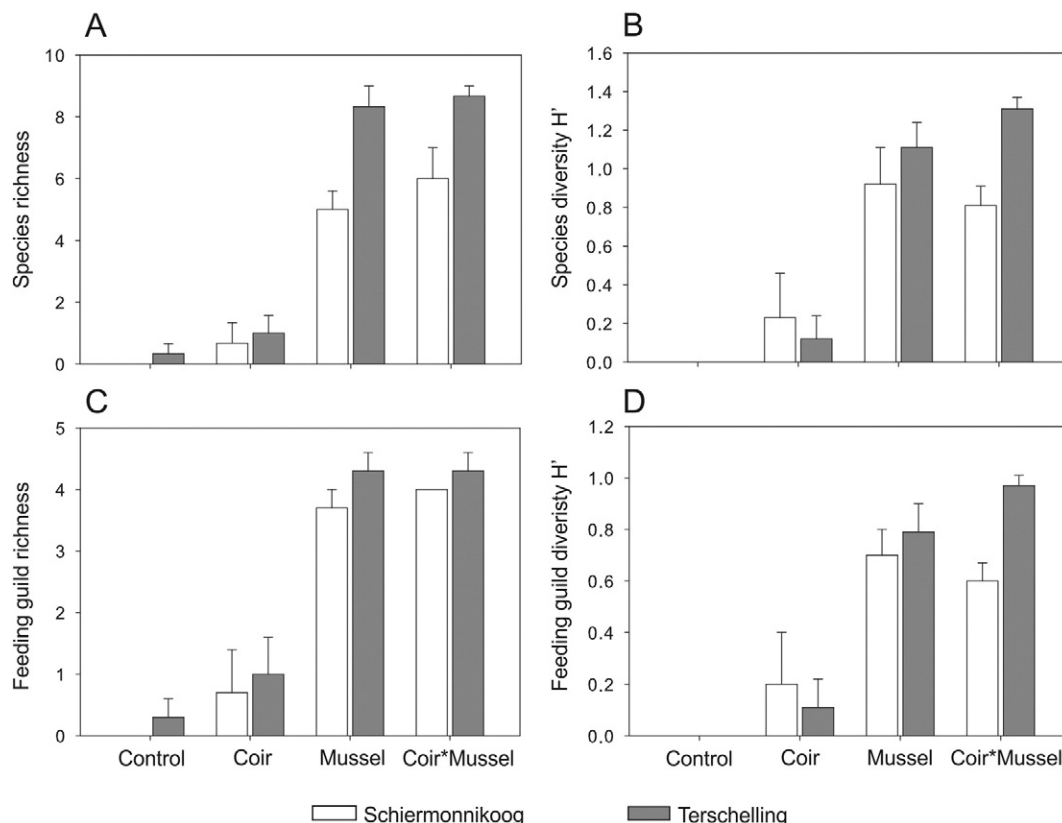 A
Species richness
10
8
6
4
2
0
B
Species diversity H'
1.6
1.4
1.2
1.0
0.8
0.6
0.4
0.2
0.0
C
Feeding guild richness
5
4
3
2
1
0
Control Coir Mussel Coir*Mussel
D
Feeding guild diveristy H'
1.2
1.0
0.8
0.6
0.4
0.2
0.0
Control Coir Mussel Coir*Mussel
Schiermonnikoog Terschelling